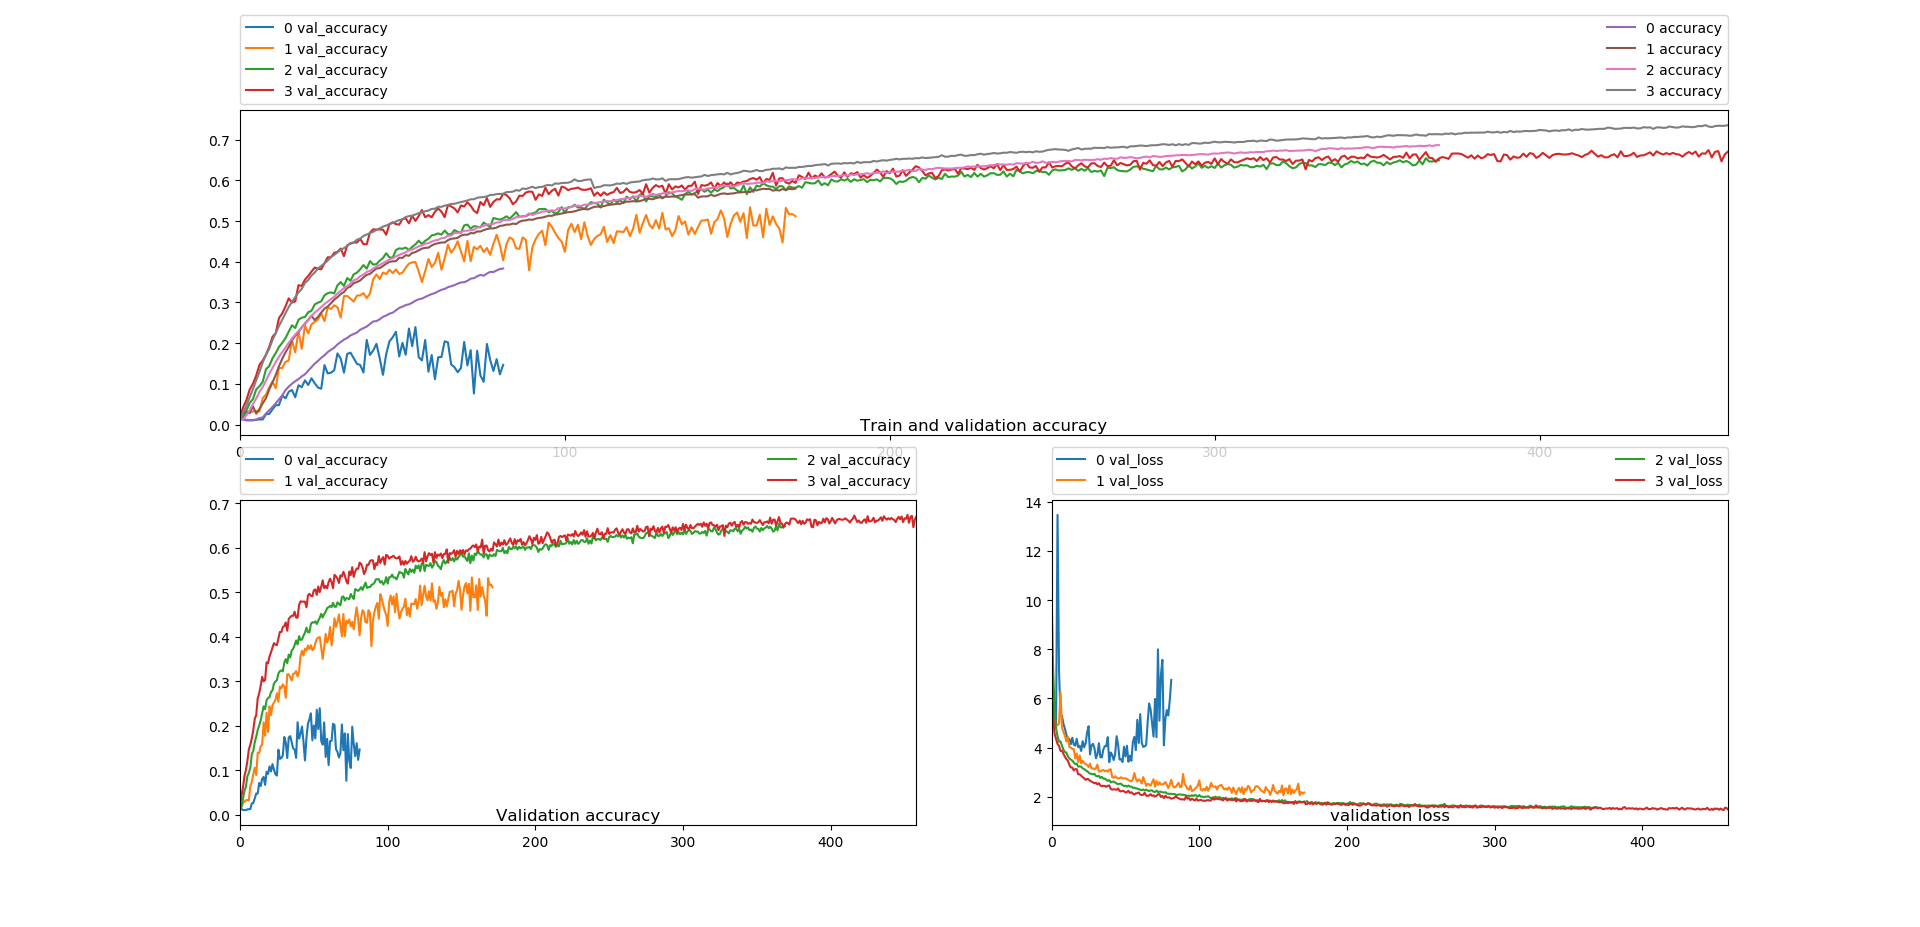 0 val_accuracy 0 accuracy
1 val_accuracy 1 accuracy
2 val_accuracy 2 accuracy
3 val_accuracy 3 accuracy
0.7
0.6
0.5
0.4
0.3
0.2
0.1
0.0
Train and validation accuracy
0 100 200 300 400
0 val_accuracy 2 val_accuracy
1 val_accuracy 3 val_accuracy
0.7
0.6
0.5
0.4
0.3
0.2
0.1
0.0
Validation accuracy
0 100 200 300 400
0 val_loss 2 val_loss
1 val_loss 3 val_loss
14
12
10
8
6
4
2
validation loss
0 100 200 300 400